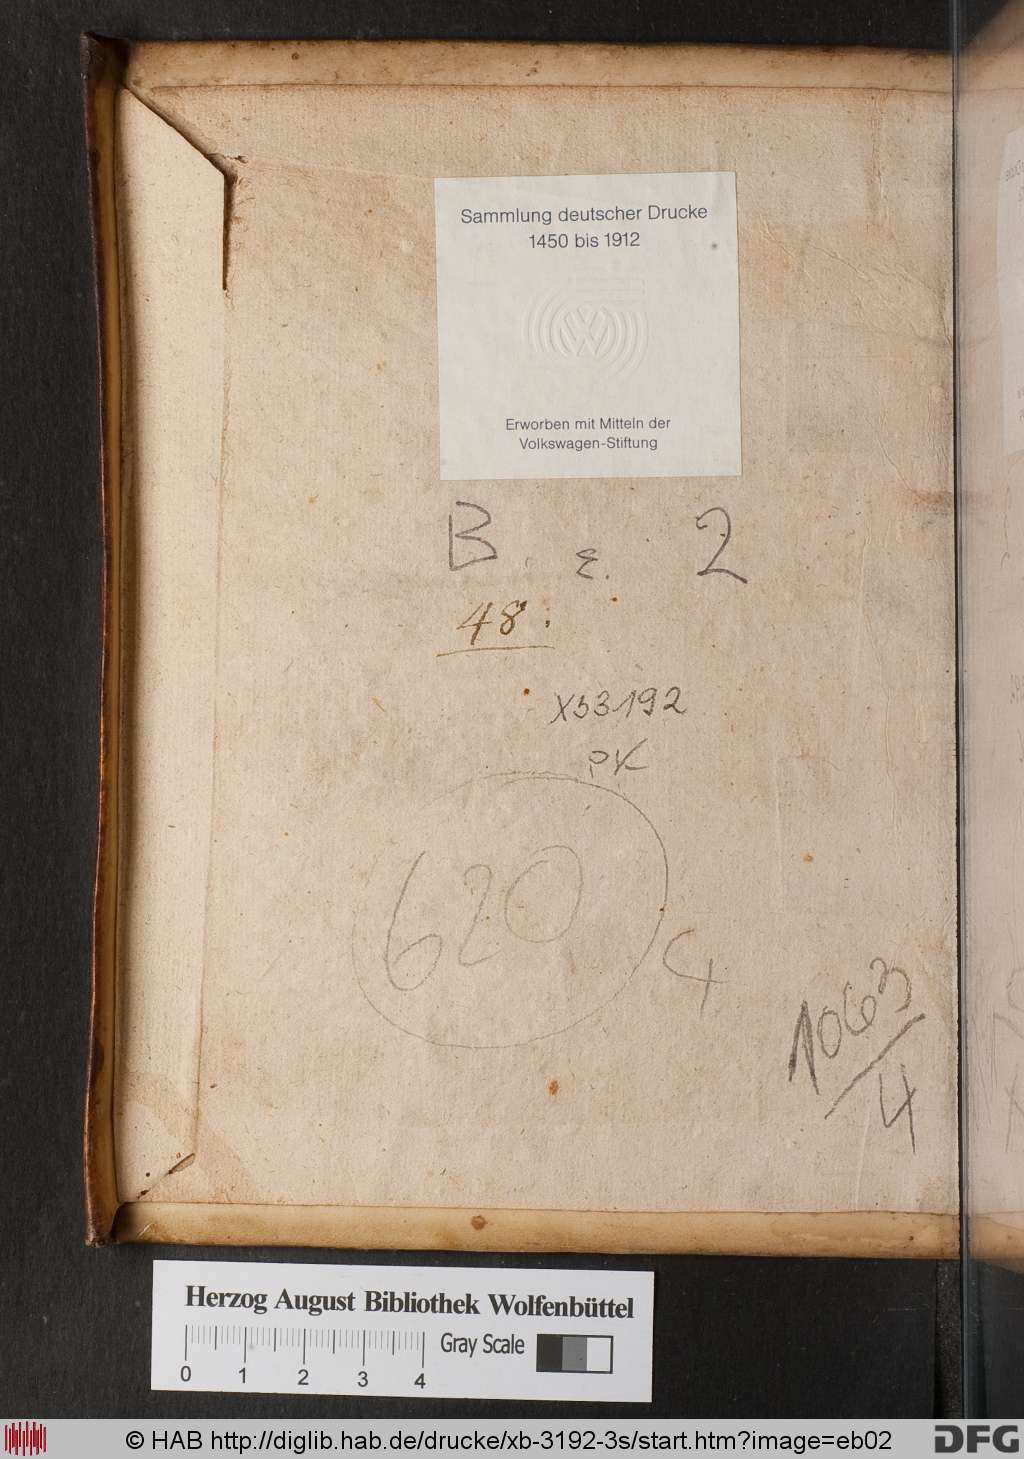 Sammlung deutscher Drucke
1450 bis 1912
Erworben mit Mitteln der
Volkswagen-Stiftung
B. ε. 2
48.
X33192
PK
620
4
1063
4
Herzog August Bibliothek Wolfenbüttel
0 1 2 3 4
Gray Scale
© HAB http://diglib.hab.de/drucke/xb-3192-3s/start.htm?image=eb02
DFG